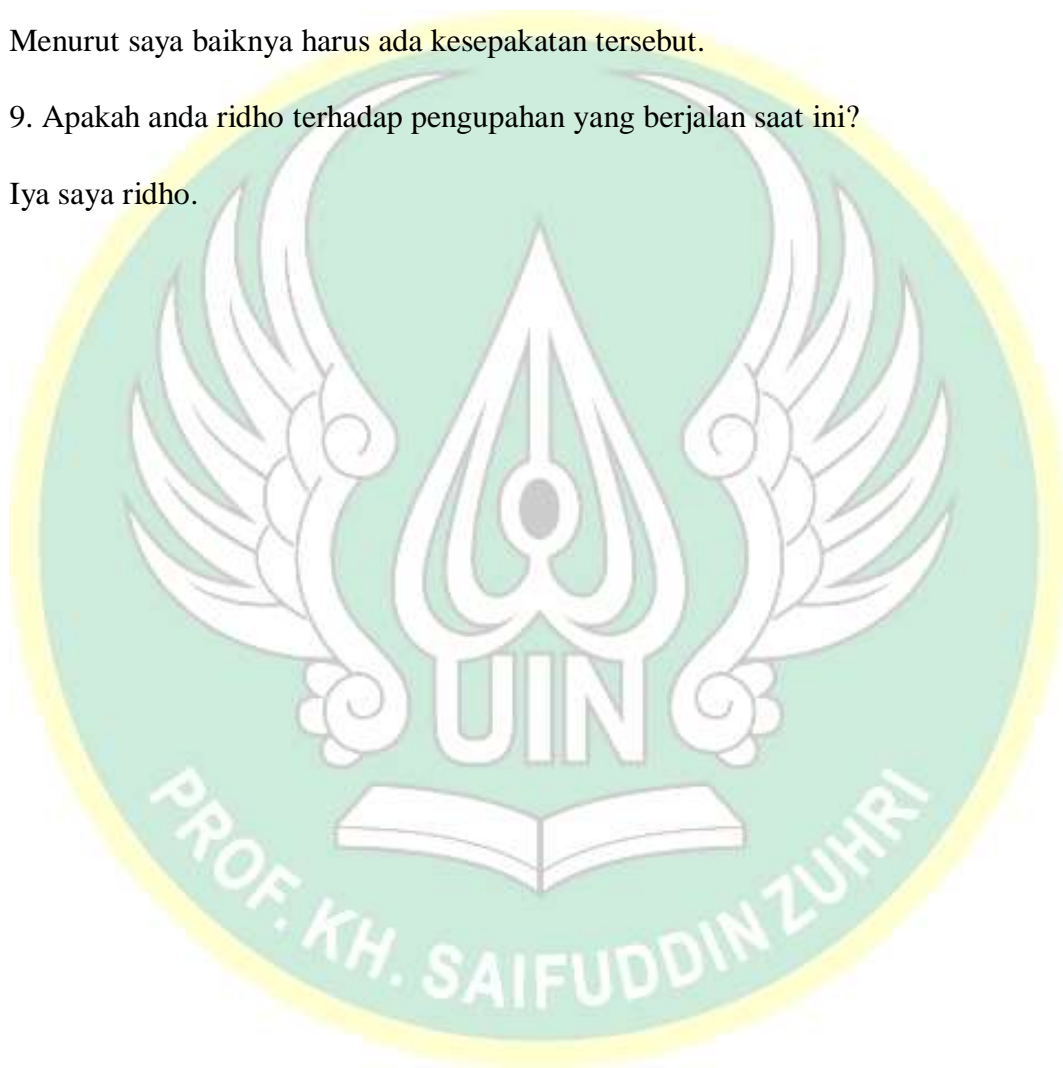 Menurut saya baiknya harus ada kesepakatan tersebut.
9. Apakah anda ridho terhadap pengupahan yang berjalan saat ini?
Iya saya ridho.
UIN
PROF. KH. SAIFUDDIN ZUHRI